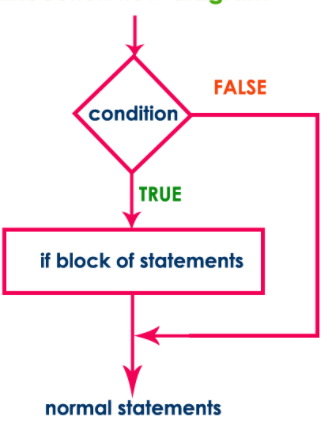 condition
FALSE
TRUE
if block of statements
normal statements